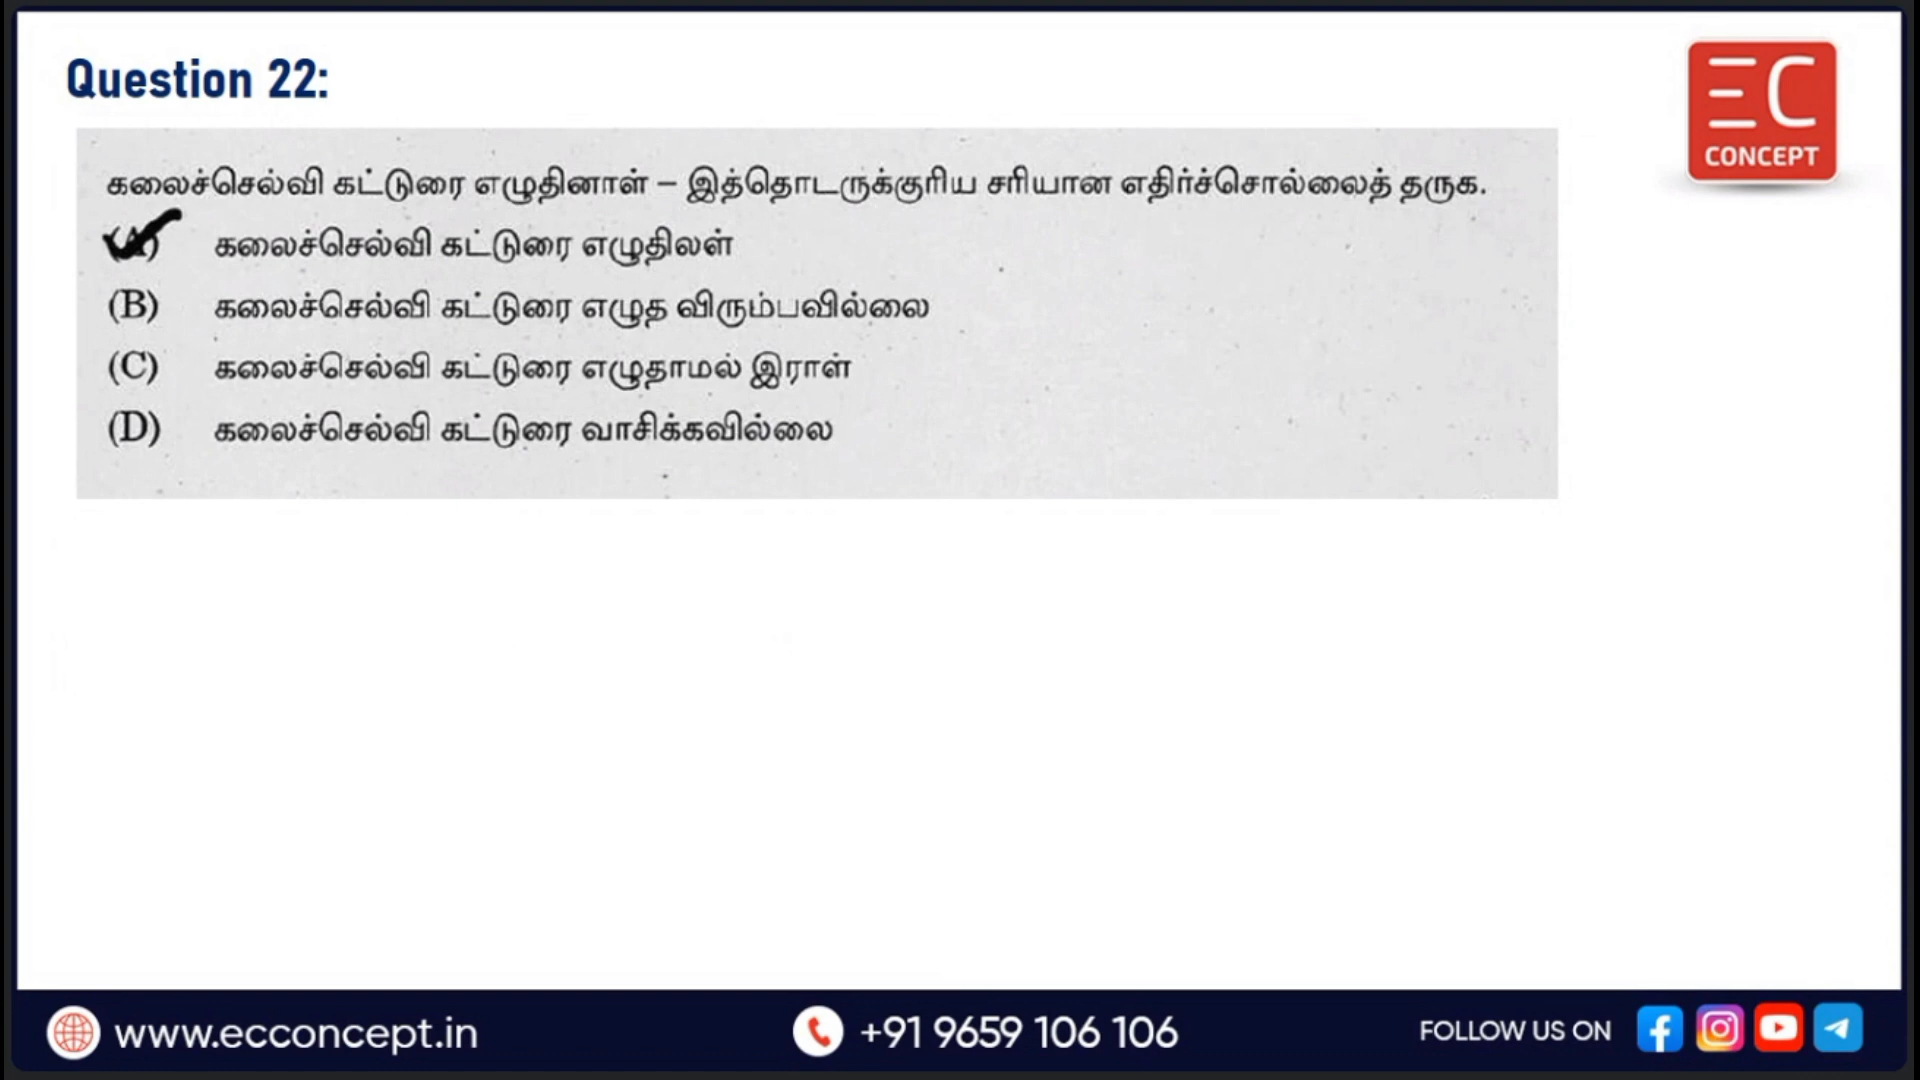 Question 22:
EC
CONCEPT
கலைச்செல்வி கட்டுரை எழுதினாள் – இத்தொடருக்குரிய சரியான எதிர்ச்சொல்லைத் தருக.
(A) கலைச்செல்வி கட்டுரை எழுதிலள்
(B) கலைச்செல்வி கட்டுரை எழுத விரும்பவில்லை
(C) கலைச்செல்வி கட்டுரை எழுதாமல் இராள்
(D) கலைச்செல்வி கட்டுரை வாசிக்கவில்லை
www.ecconcept.in +91 9659 106 106 FOLLOW US ON